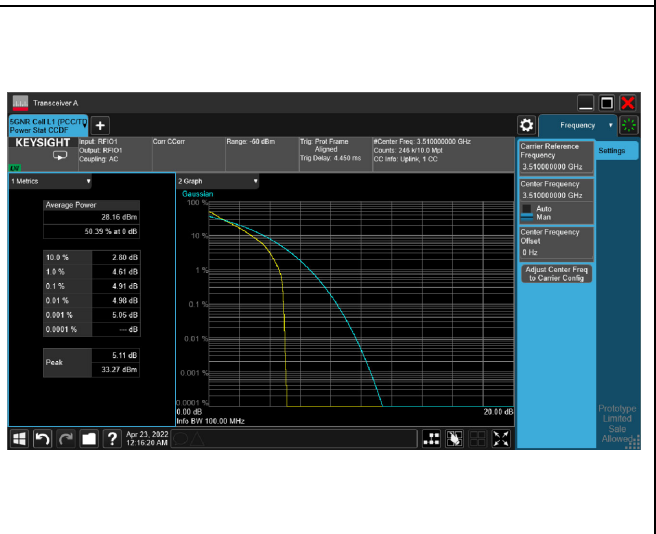 Transceiver A
5GNR Call L1 (PCC/TD
Power Stat CCDF
Frequency
KEYSIGHT
Input: RFIO1
Output: RFIO1
Coupling: AC
Corr CCorr
Range: -60 dBm
Trig: Prot Frame
Aligned
Trig Delay: 4.450 ms
#Center Freq: 3.510000000 GHz
Counts: 246 k/10.0 Mpt
CC Info: Uplink, 1 CC
Carrier Reference
Frequency
3.510000000 GHz
Settings
Center Frequency
3.510000000 GHz
Auto
Man
Center Frequency
Offset
0 Hz
Adjust Center Freq
to Carrier Config
1 Metrics
Average Power
28.16 dBm
50.39 % at 0 dB
10.0 % 2.60 dB
1.0 % 4.61 dB
0.1 % 4.91 dB
0.01 % 4.98 dB
0.001 % 5.05 dB
0.0001 % --- dB
Peak
5.11 dB
33.27 dBm
2 Graph
Gaussian
100 %
10 %
1 %
0.1 %
0.01 %
0.001 %
0.0001 %
0.00 dB
20.00 dB
Info BW 100.00 MHz
Apr 23, 2022
12:16:20 AM
Prototype
Limited
Sale
Allowed